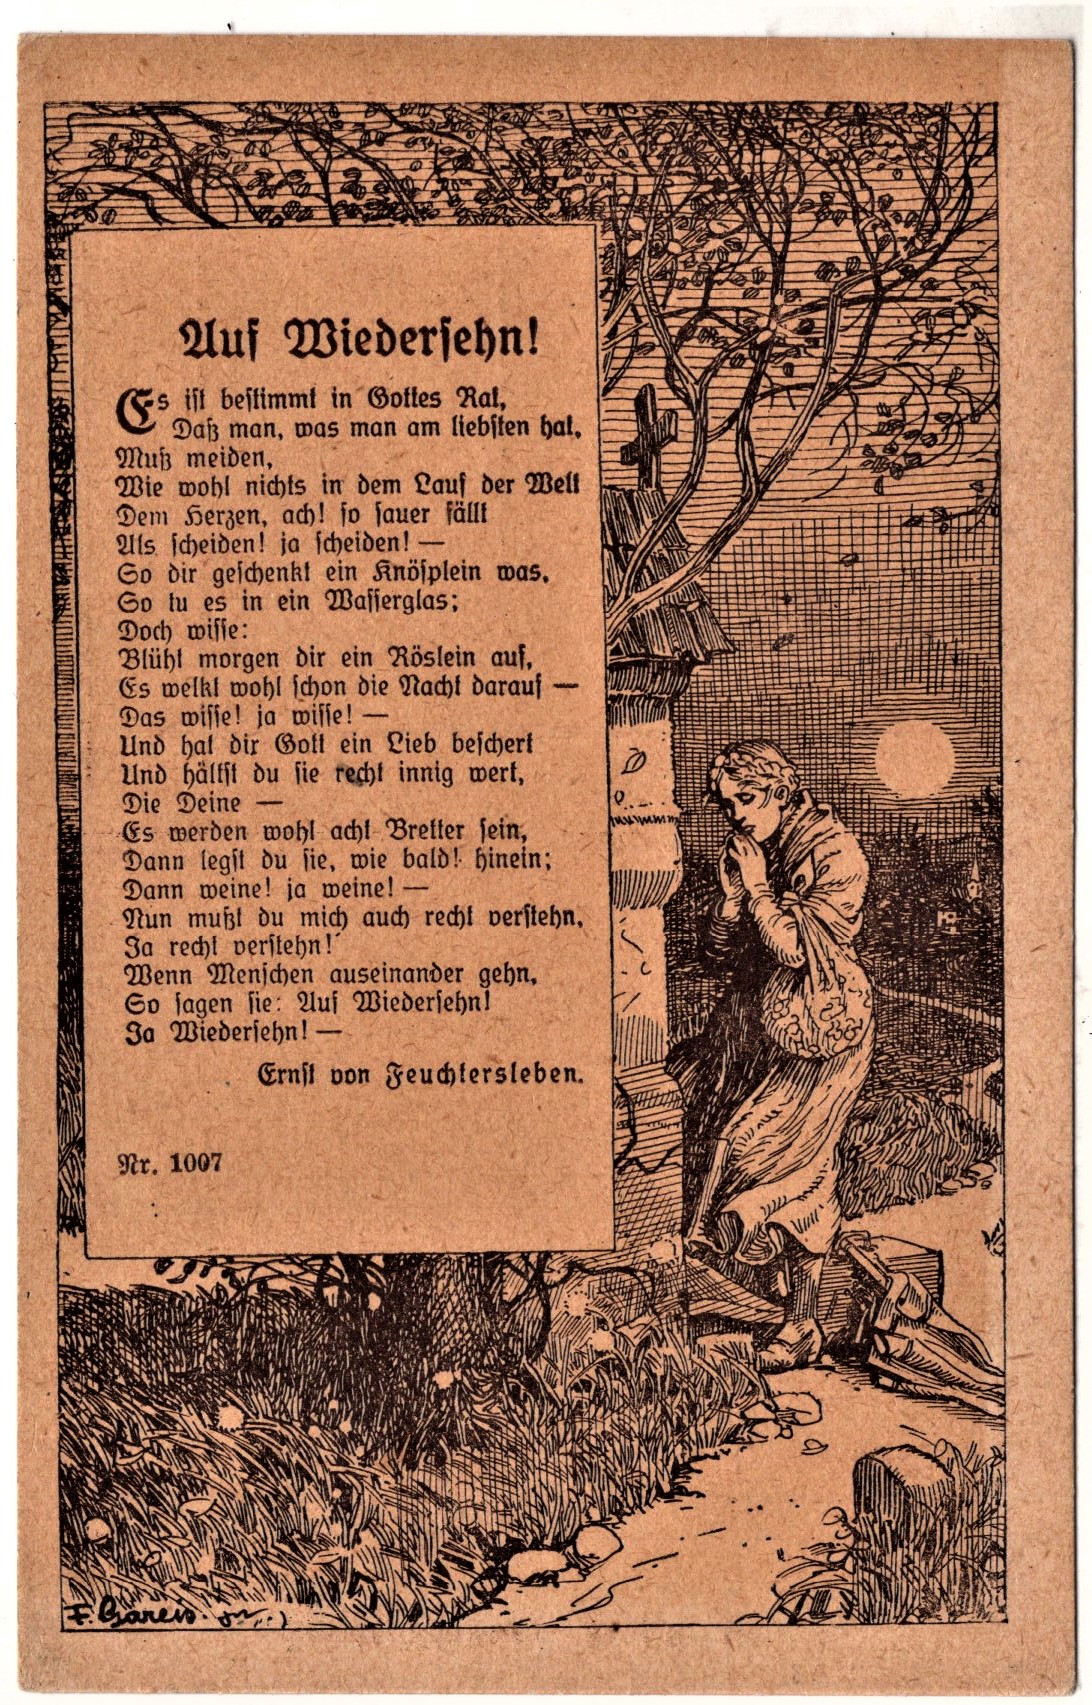 Auf Wiedersehn!
Es ist bestimmt in Gottes Rat,
Daß man, was man am liebsten hat,
Muß meiden,
Wie wohl nichts in dem Lauf der Welt
Dem Herzen, ach! so sauer fällt
Als scheiden! ja scheiden! —
So dir geschenkt ein Knösplein was,
So tu es in ein Wasserglas;
Doch wisse:
Blüht morgen dir ein Röslein auf,
Es welkt wohl schon die Nacht darauf —
Das wisse! ja wisse! —
Und hat dir Gott ein Lieb beschert
Und hältst du sie recht innig wert,
Die Deine —
Es werden wohl acht Bretter sein,
Dann legst du sie, wie bald! hinein;
Dann weine! ja weine! —
Nun mußt du mich auch recht verstehn,
Ja recht verstehn!
Wenn Menschen auseinander gehn,
So sagen sie: Auf Wiedersehn!
Ja Wiedersehn! —
Ernst von Feuchtersleben.
Nr. 1007
F. Gareis